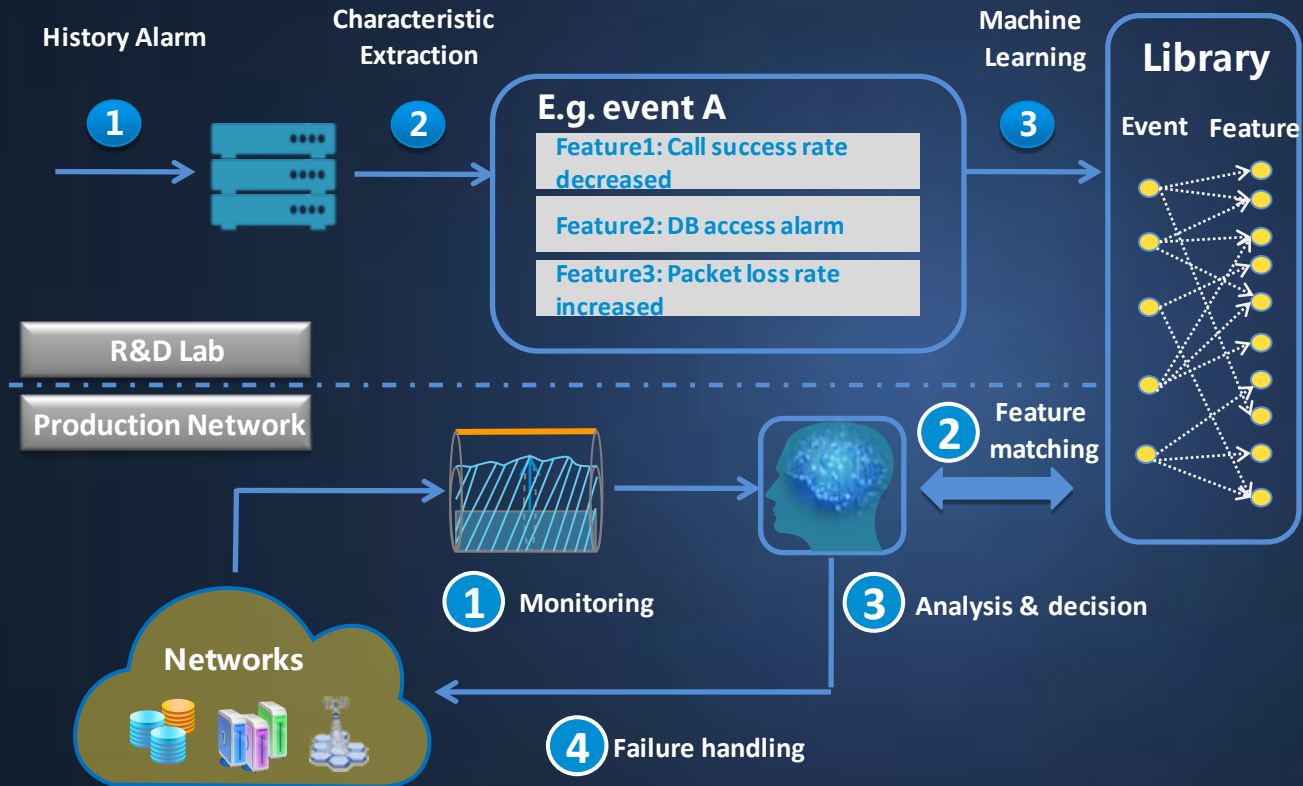 History Alarm
1
Characteristic
Extraction
2
E.g. event A
Feature1: Call success rate
decreased
Feature2: DB access alarm
Feature3: Packet loss rate
increased
Machine
Learning
3
Library
Event Feature
R&D Lab
Production Network
2
Feature
matching
1 Monitoring
3 Analysis & decision
Networks
4 Failure handling